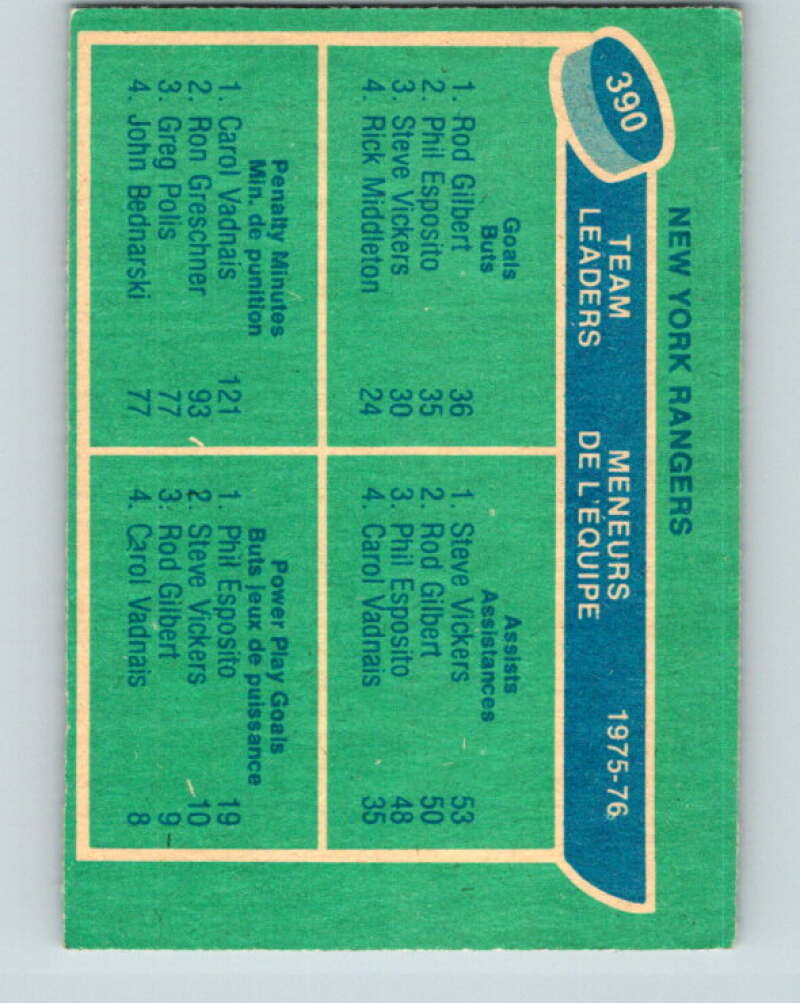 NEW YORK RANGERS
390
TEAM LEADERS MENEURS DE L'ÉQUIPE 1975-76
Goals
Buts
1. Rod Gilbert 36
2. Phil Esposito 35
3. Steve Vickers 30
4. Rick Middleton 24
Assists
Assistances
1. Steve Vickers 53
2. Rod Gilbert 50
3. Phil Esposito 48
4. Carol Vadnais 35
Penalty Minutes
Min. de punition
1. Carol Vadnais 121
2. Ron Greschner 93
3. Greg Polis 77
4. John Bednarski 77
Power Play Goals
Buts jeux de puissance
1. Phil Esposito 19
2. Steve Vickers 10
3. Rod Gilbert 9
4. Carol Vadnais 8